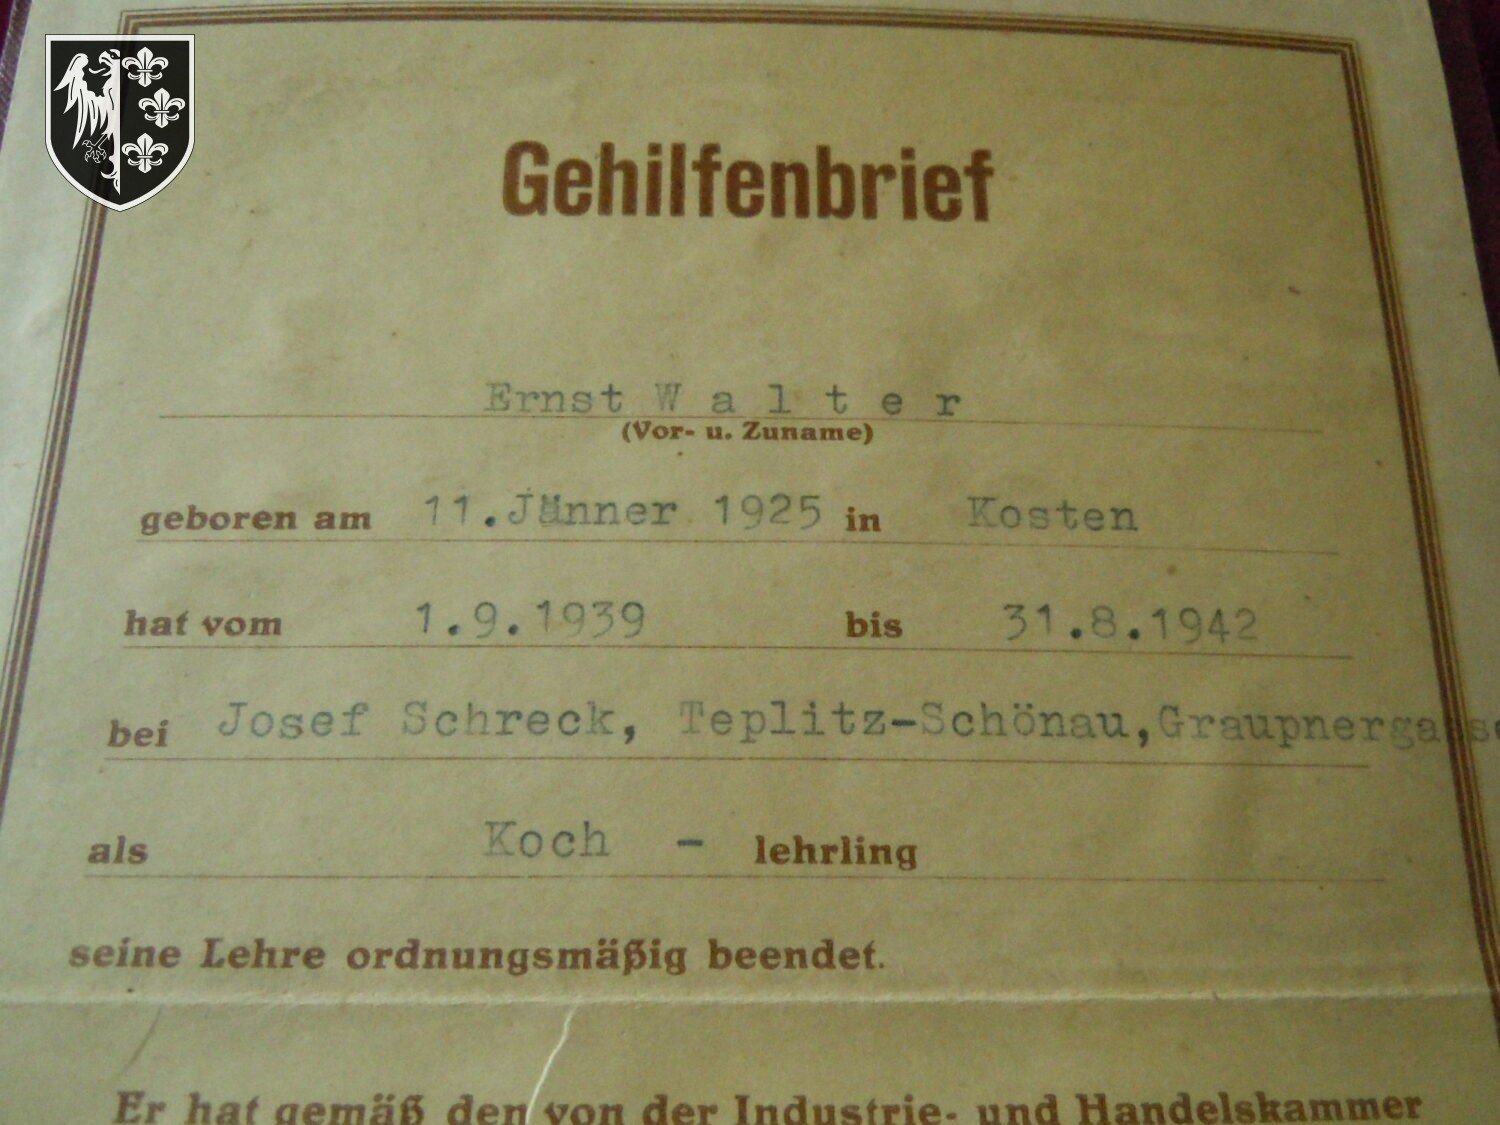 Gehilfenbrief
Ernst W a l t e r
(Vor- u. Zuname)
geboren am 11.Jänner 1925 in Kosten
hat vom 1.9.1939 bis 31.8.1942
bei Josef Schreck, Teplitz-Schönau,Graupnergasse
als Koch - lehrling
seine Lehre ordnungsmäßig beendet.
Er hat gemäß den von der Industrie- und Handelskammer